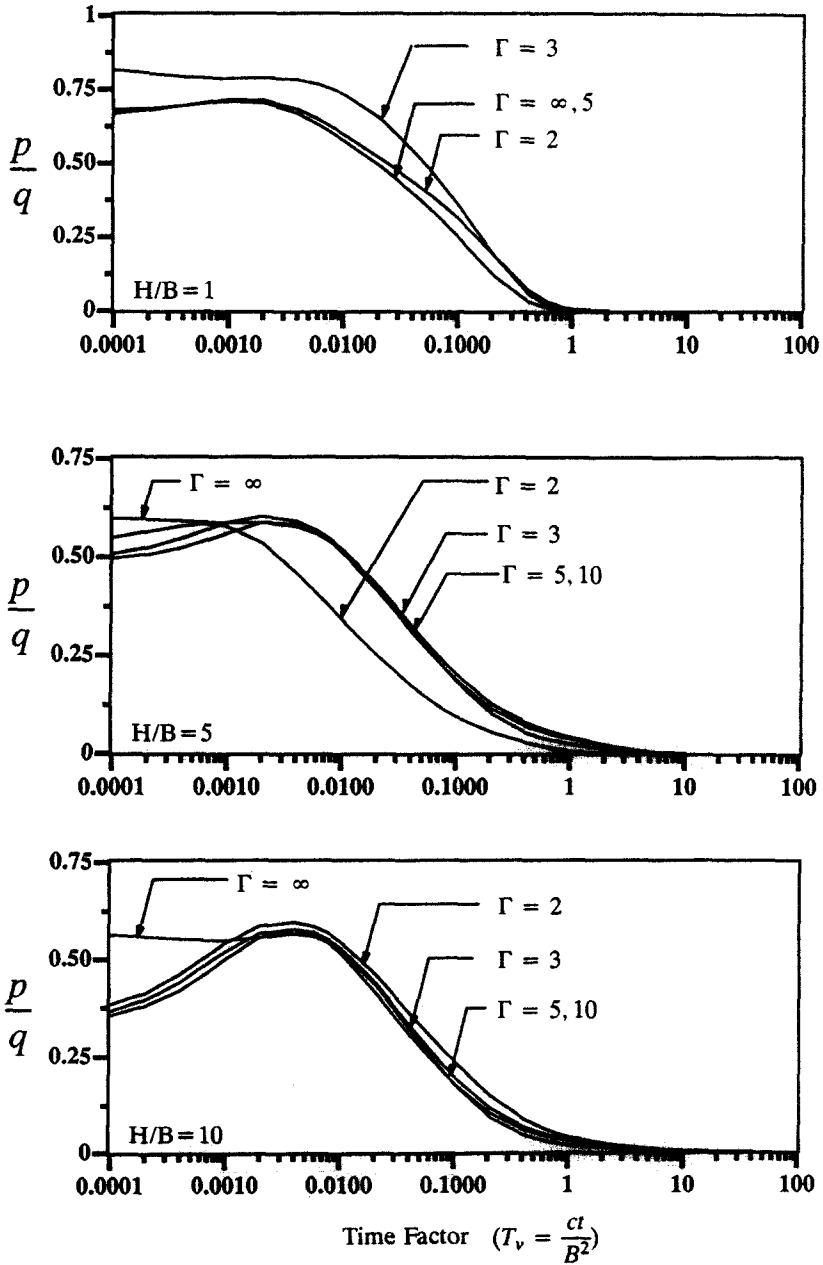 1
Γ = 3
0.75
Γ = ∞, 5
p/q
0.50
Γ = 2
0.25
H/B = 1
0
0.0001 0.0010 0.0100 0.1000 1 10 100
0.75
Γ = ∞
Γ = 2
0.50
Γ = 3
p/q
Γ = 5, 10
0.25
H/B = 5
0
0.0001 0.0010 0.0100 0.1000 1 10 100
0.75
Γ = ∞
Γ = 2
0.50
Γ = 3
p/q
Γ = 5, 10
0.25
H/B = 10
0
0.0001 0.0010 0.0100 0.1000 1 10 100
Time Factor (Tᵥ = ct/B²)